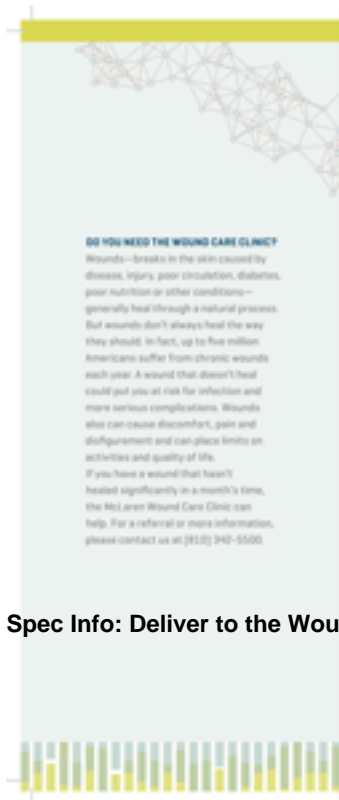 DO YOU NEED THE WOUND CARE CLINIC?
Wounds—breaks in the skin caused by
disease, injury, poor circulation, diabetes,
poor nutrition or other conditions—
generally heal through a natural process.
But wounds don't always heal the way
they should. In fact, up to five million
Americans suffer from chronic wounds
each year. A wound that doesn't heal
could put you at risk for infection and
more serious complications. Wounds
also can cause discomfort, pain and
disfigurement and can place limits on
activities and quality of life.
If you have a wound that hasn't
healed significantly in a month's time,
the McLaren Wound Care Clinic can
help. For a referral or more information,
please contact us at (810) 342-5500.
Spec Info: Deliver to the Wou